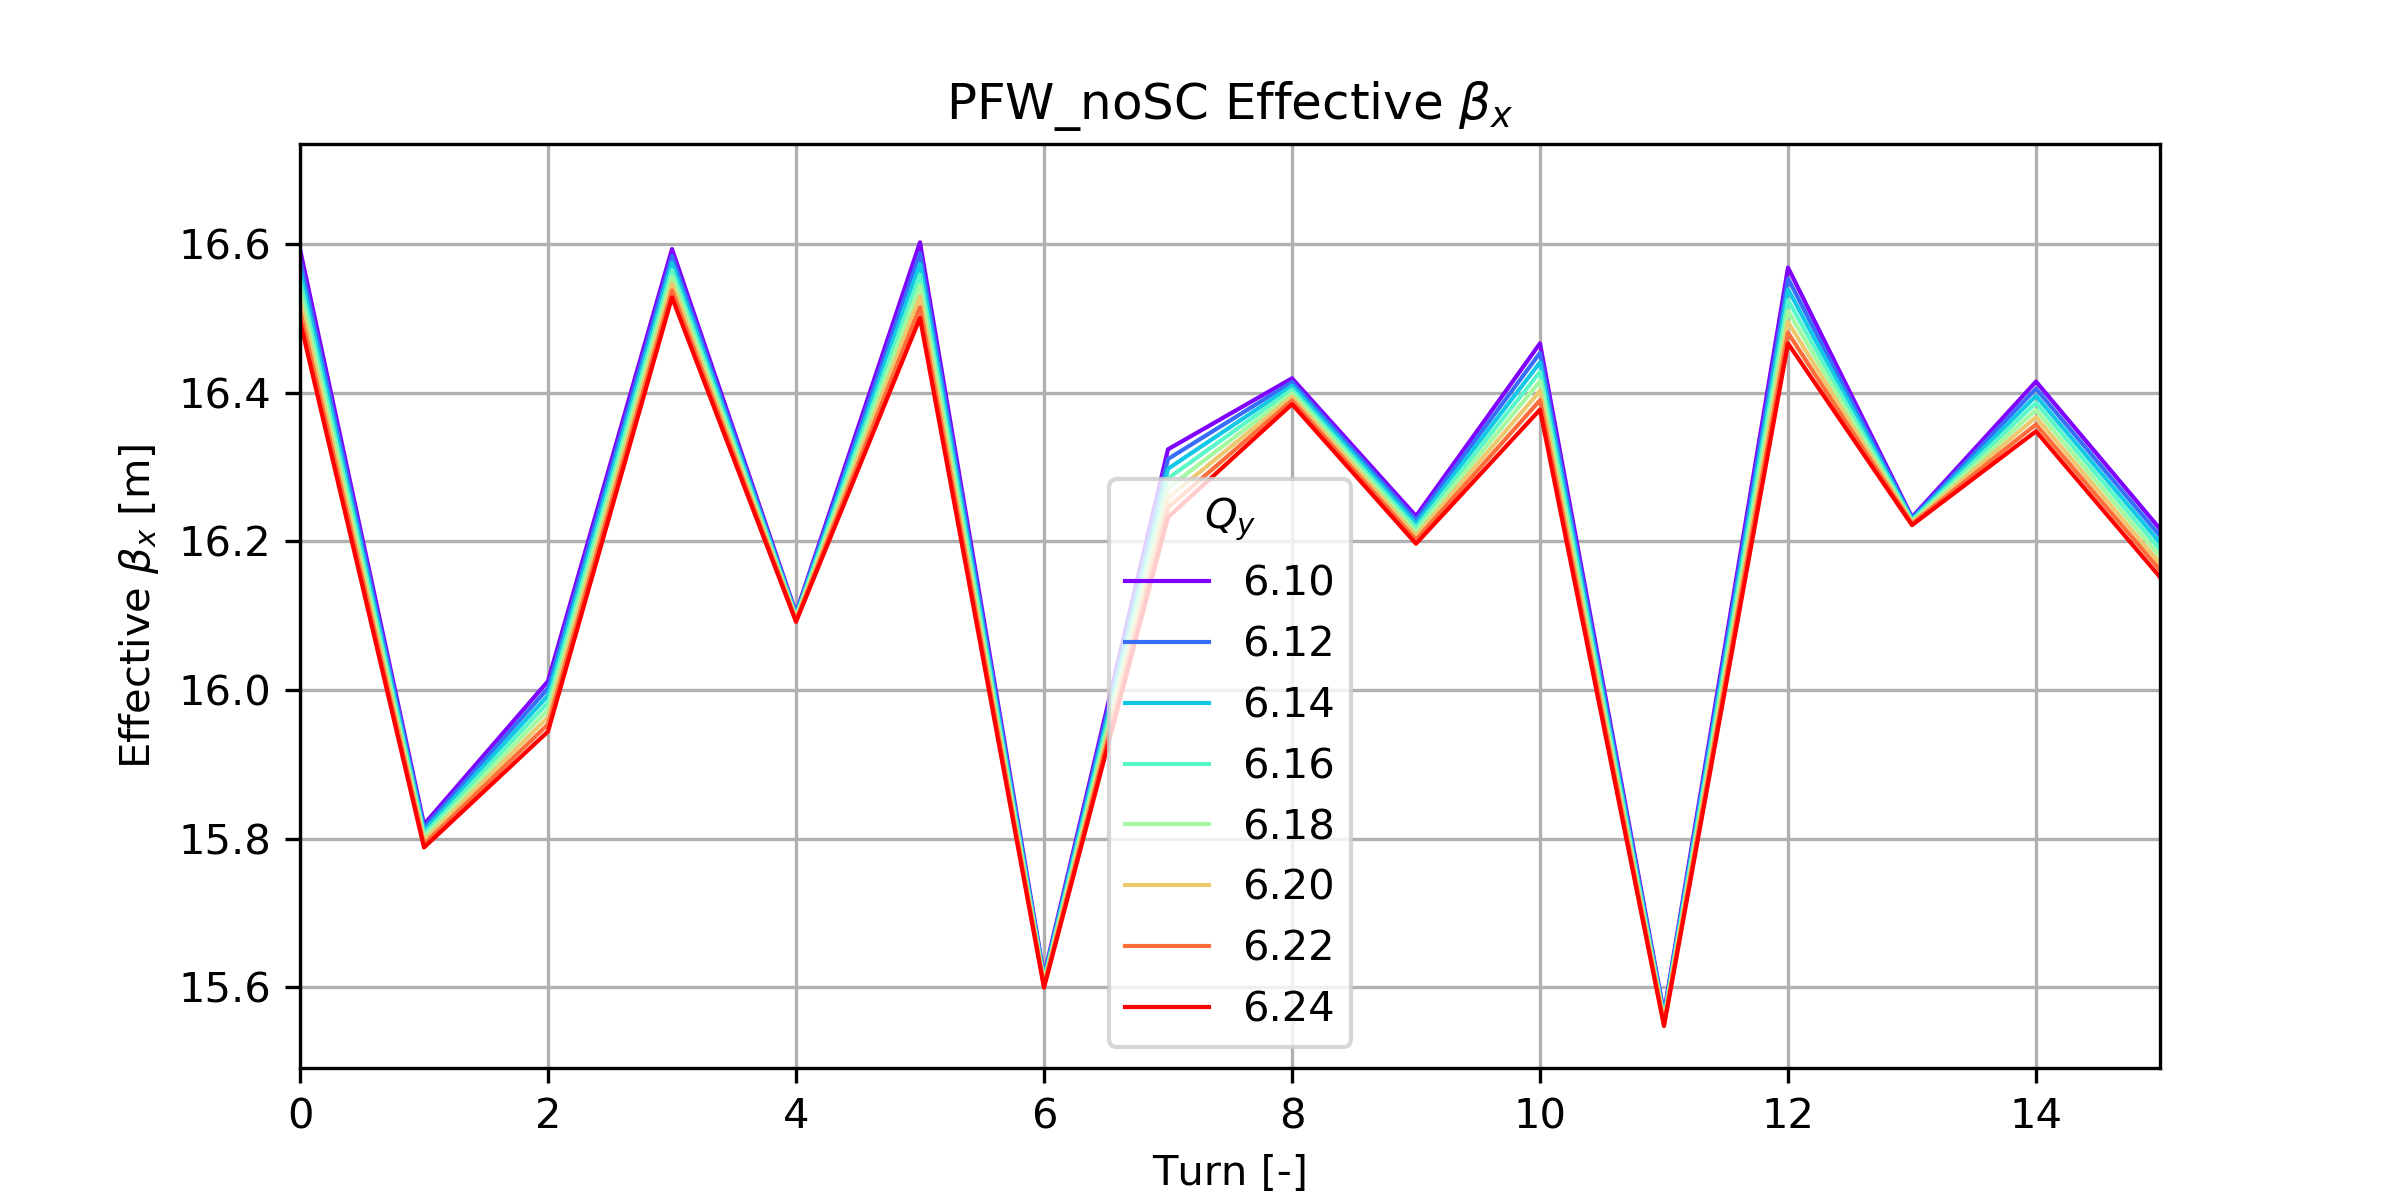 PFW_noSC Effective βx
Effective βx [m]
16.6
16.4
16.2
16.0
15.8
15.6
Qy
6.10
6.12
6.14
6.16
6.18
6.20
6.22
6.24
0 2 4 6 8 10 12 14
Turn [-]